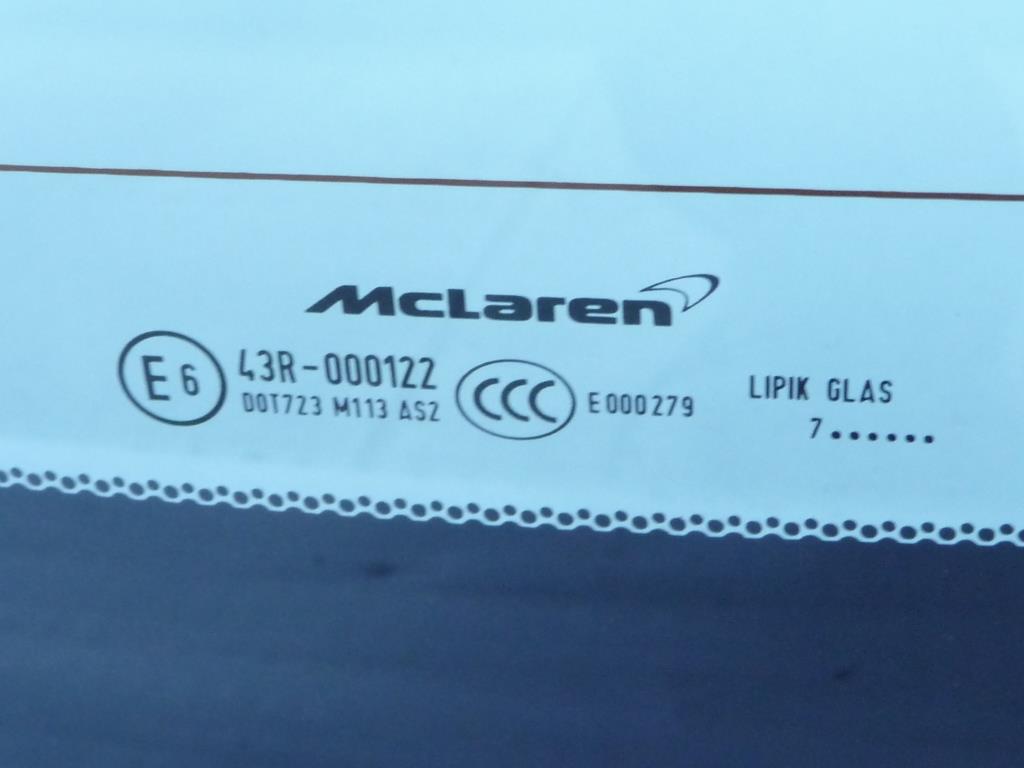 McLaren
E6 43R-000122
DOT723 M113 AS2
CCC E000279
LIPIK GLAS
7......